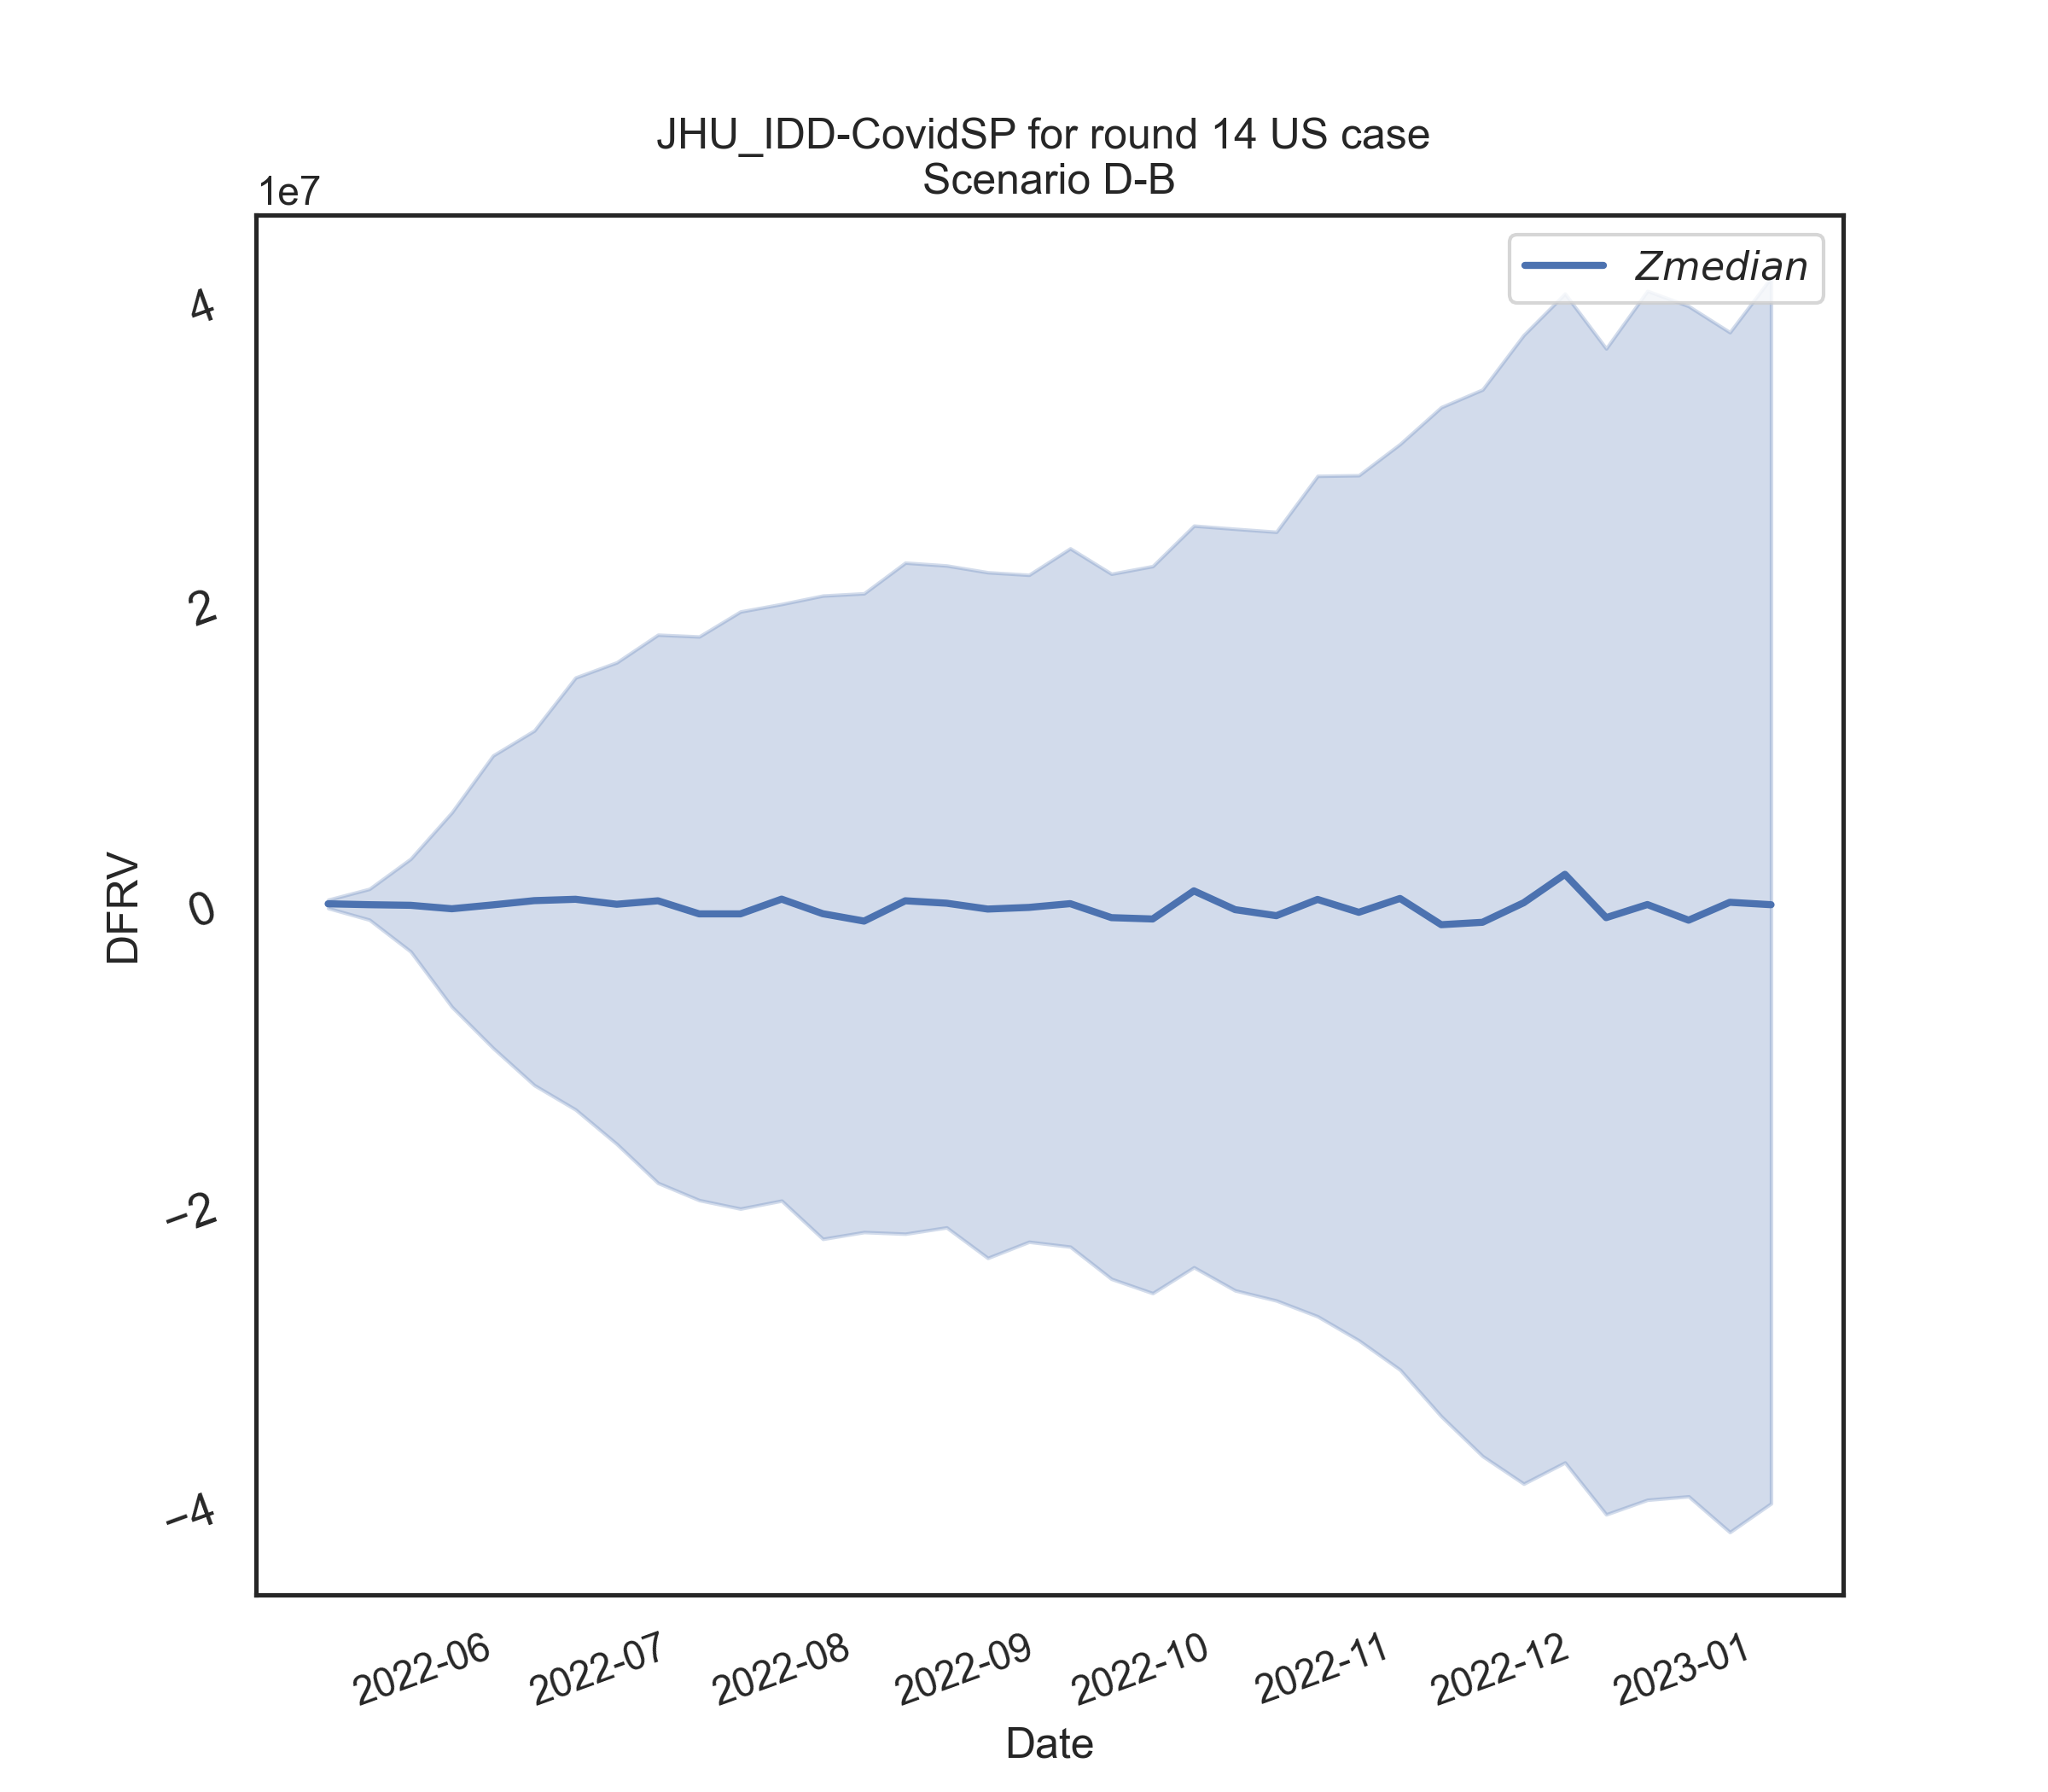 JHU_IDD-CovidSP for round 14 US case
Scenario D-B
1e7
Zmedian
4
2
0
−2
−4
DFRV
2022-06
2022-07
2022-08
2022-09
2022-10
2022-11
2022-12
2023-01
Date